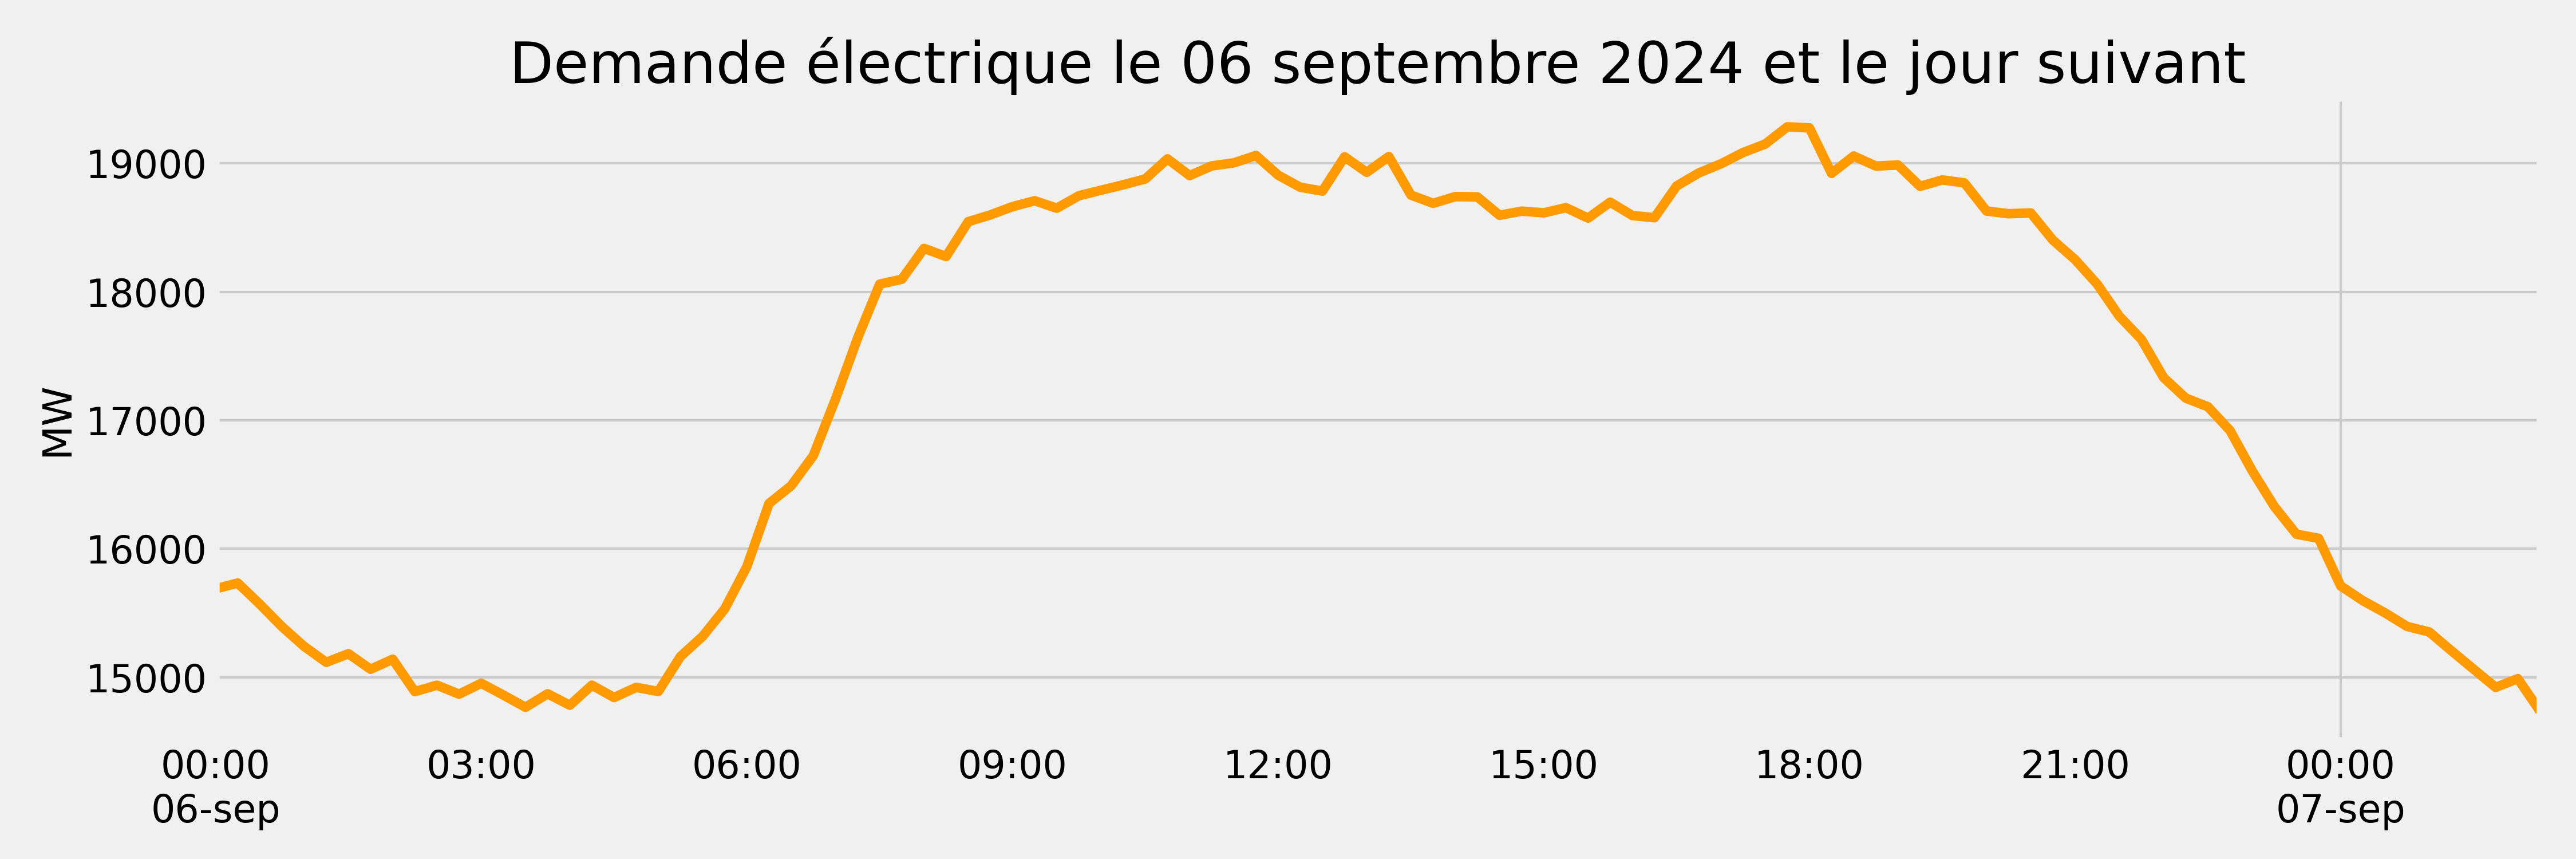 Demande électrique le 06 septembre 2024 et le jour suivant
MW
19000
18000
17000
16000
15000
00:00 03:00 06:00 09:00 12:00 15:00 18:00 21:00 00:00
06-sep 07-sep